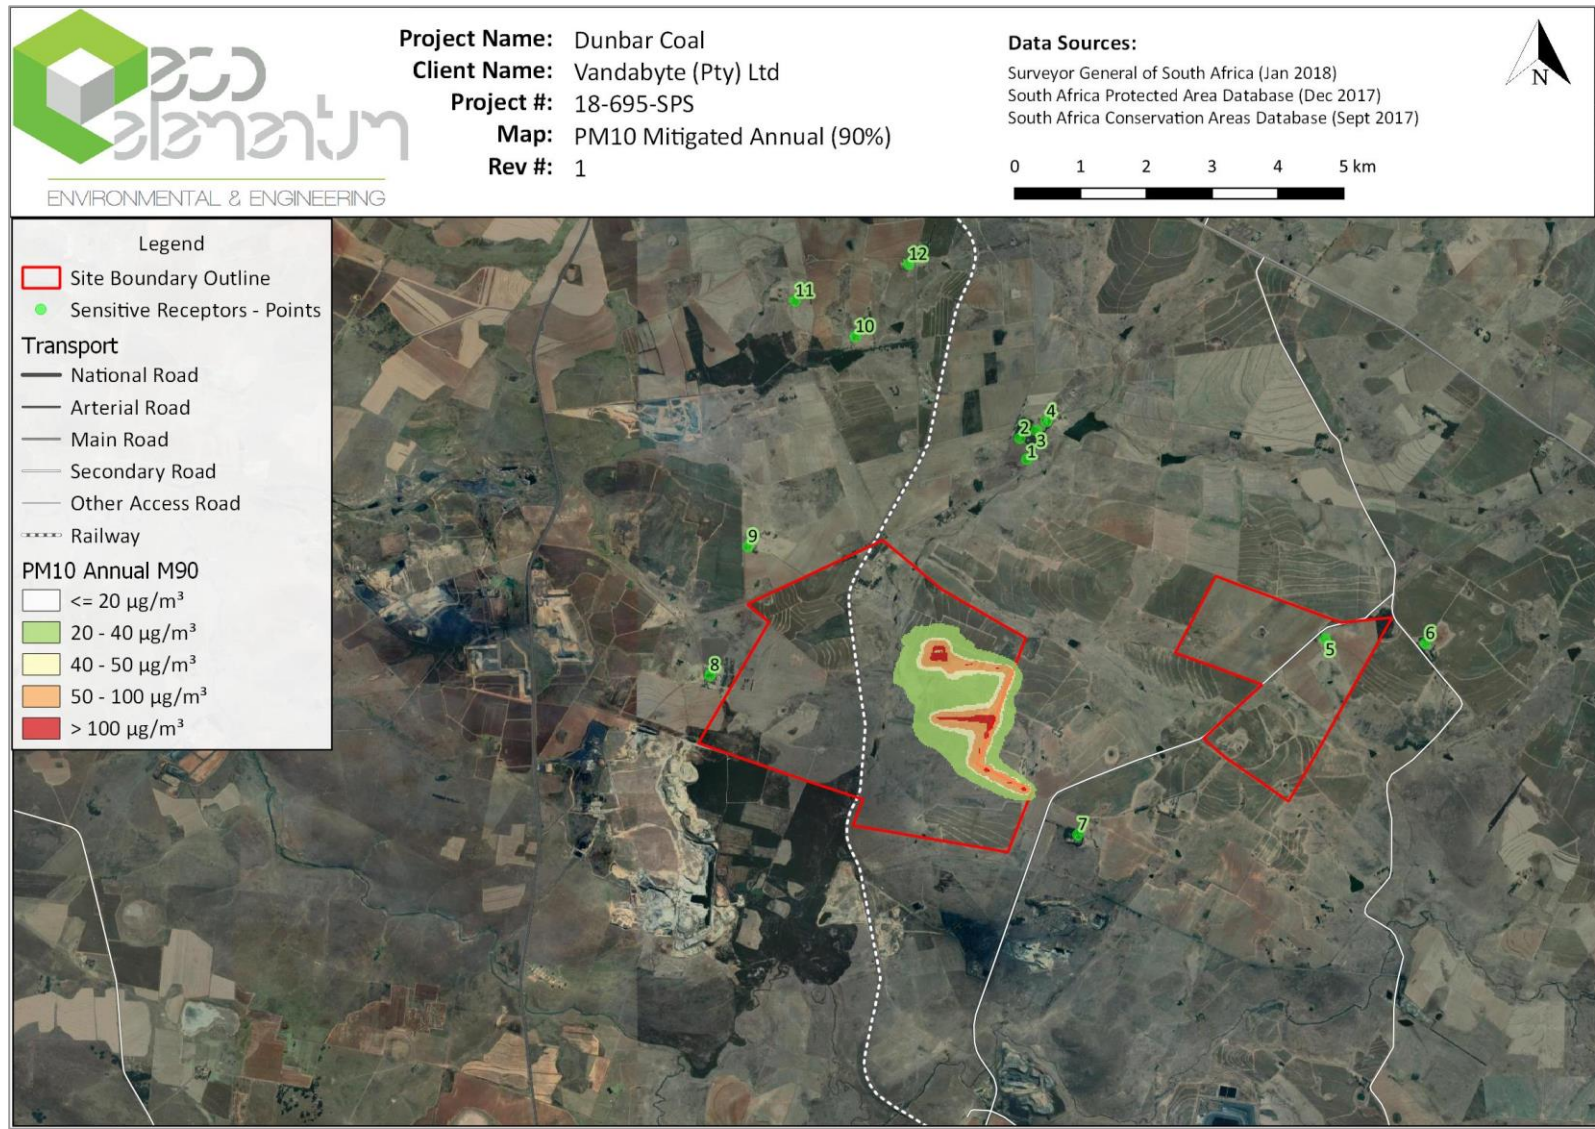 eco
elementum
ENVIRONMENTAL & ENGINEERING
Project Name: Dunbar Coal
Client Name: Vandabyte (Pty) Ltd
Project #: 18-695-SPS
Map: PM10 Mitigated Annual (90%)
Rev #: 1
Data Sources:
Surveyor General of South Africa (Jan 2018)
South Africa Protected Area Database (Dec 2017)
South Africa Conservation Areas Database (Sept 2017)
N
0 1 2 3 4 5 km
Legend
Site Boundary Outline
Sensitive Receptors - Points
Transport
National Road
Arterial Road
Main Road
Secondary Road
Other Access Road
Railway
PM10 Annual M90
<= 20 µg/m³
20 - 40 µg/m³
40 - 50 µg/m³
50 - 100 µg/m³
> 100 µg/m³
12
11
10
4
2
3
1
9
6
5
8
7